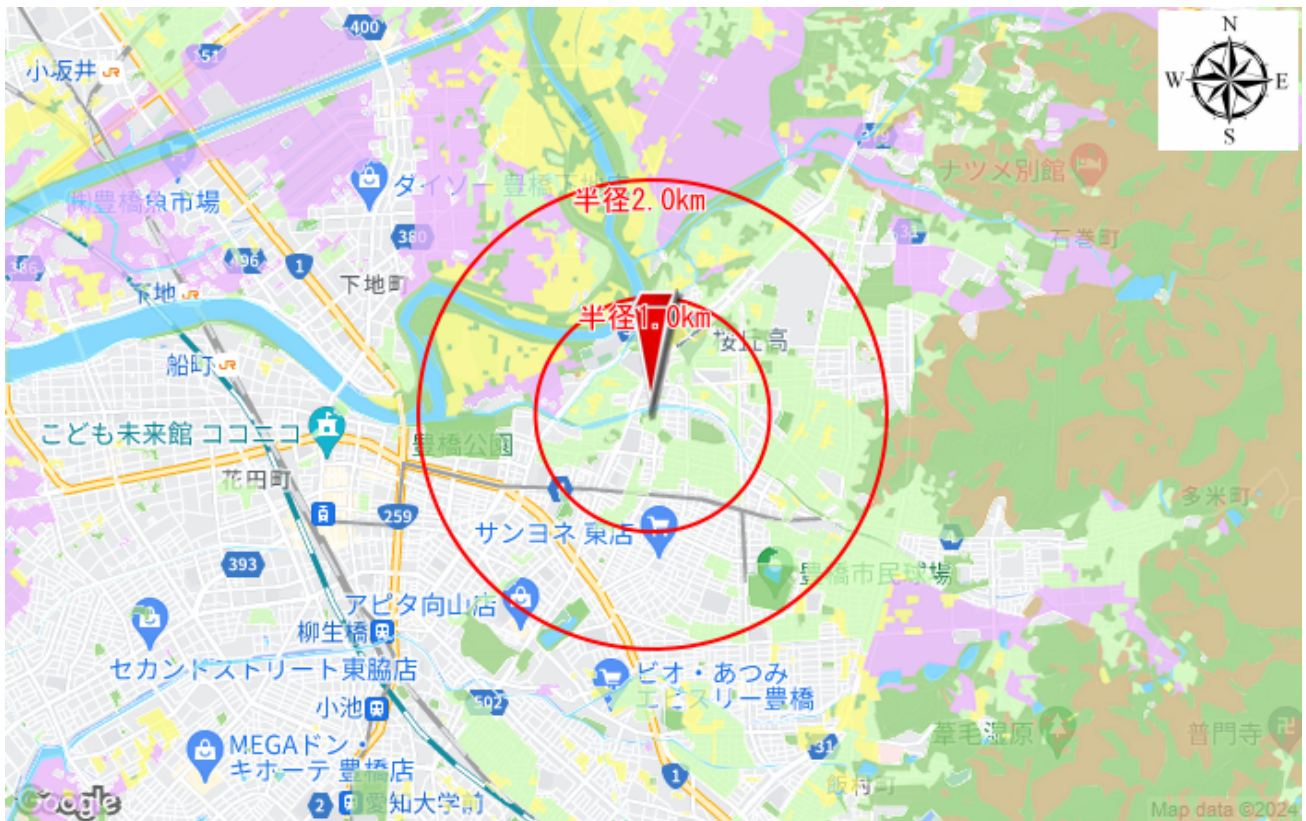 400
151
N
小坂井
W
E
S
ナツメ別館
ダイソー 豊橋下地店
㈱豊橋魚市場
半径2.0km
380
31
石巻町
496
386
1
下地町
下地
半径1.0km
桜丘高
船町
こども未来館 ココニコ
豊橋公園
花田町
多米町
259
サンヨネ 東店
4
393
豊橋市民球場
アピタ向山店
柳生橋
セカンドストリート東脇店
ビオ・あつみ
エピスリー豊橋
小池
502
MEGAドン・
キホーテ 豊橋店
31
葦毛湿原
普門寺
1
飯村町
2
愛知大学前
Google
Map data ©2024